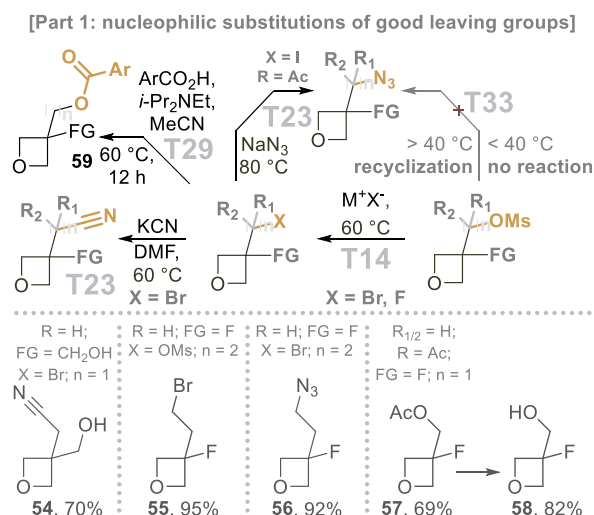 [Part 1: nucleophilic substitutions of good leaving groups]
O
O
Ar
n
FG
O
59
ArCO2H,
i-Pr2NEt,
MeCN
T29
60 °C,
12 h
X = I
R = Ac
T23
NaN3
80 °C
R2
R1
N3
n
FG
O
T33
> 40 °C
recyclization
< 40 °C
no reaction
R2
R1
N
n
FG
O
T23
KCN
DMF,
60 °C
X = Br
R2
R1
X
n
FG
O
M+X-,
60 °C
T14
X = Br, F
R2
R1
OMs
n
FG
O
R = H;
FG = CH2OH
X = Br; n = 1
N
OH
O
54, 70%
R = H; FG = F
X = OMs; n = 2
Br
F
O
55, 95%
R = H; FG = F
X = Br; n = 2
N3
F
O
56, 92%
R1/2 = H;
R = Ac;
FG = F; n = 1
AcO
F
O
57, 69%
HO
F
O
58, 82%